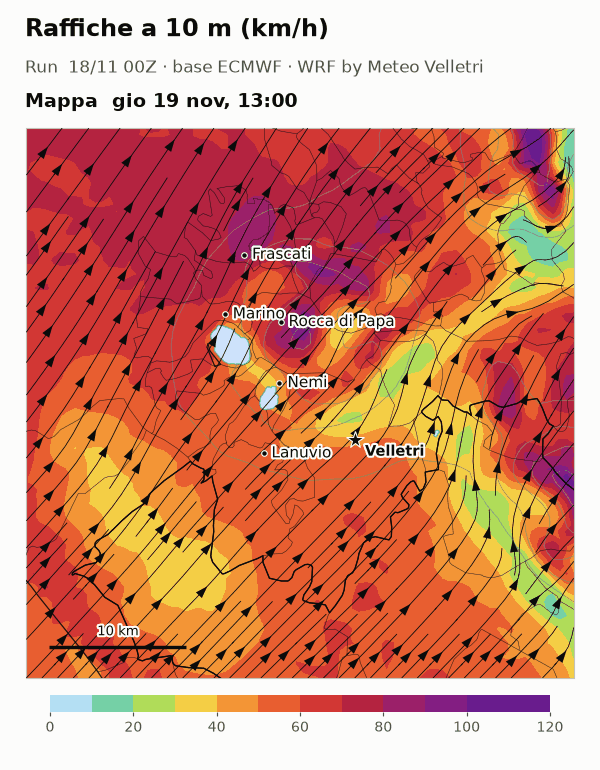 Raffiche a 10 m (km/h)
Run  18/11 00Z · base ECMWF · WRF by Meteo Velletri
Mappa  gio 19 nov, 13:00
Frascati
Marino
Rocca di Papa
Nemi
Velletri
Lanuvio
10 km
0 20 40 60 80 100 120